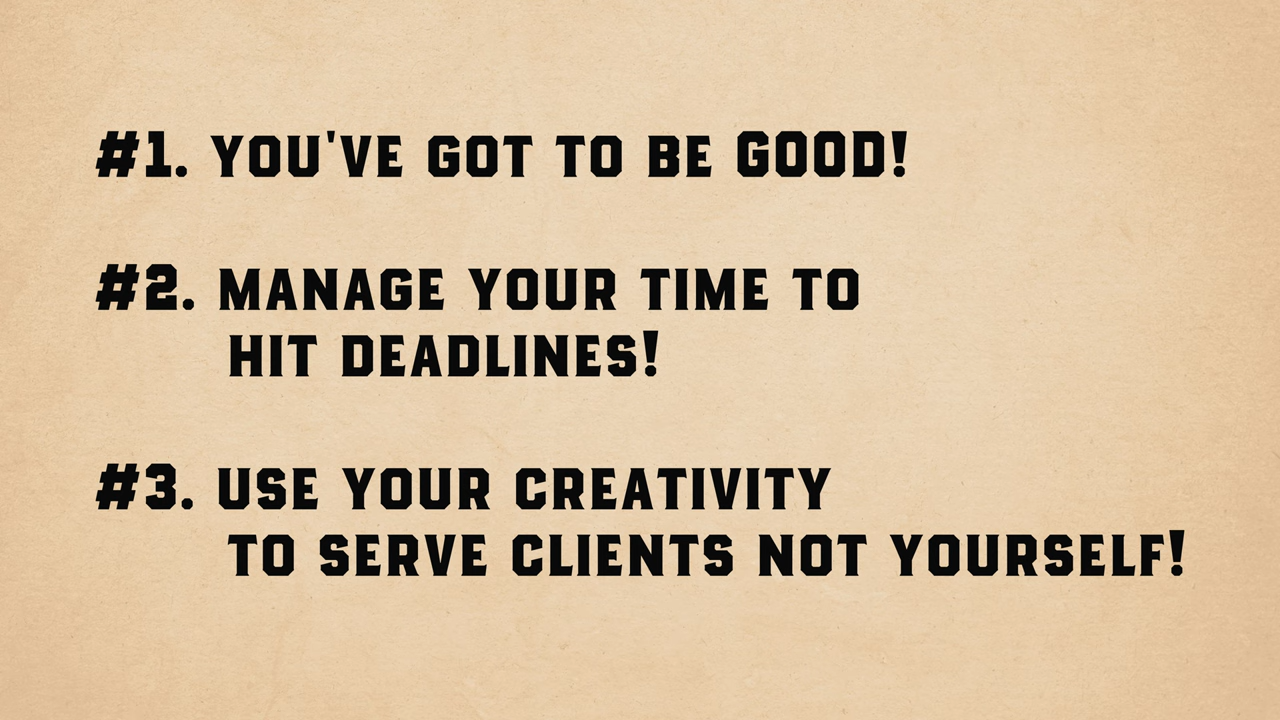 #1. YOU'VE GOT TO BE GOOD!
#2. MANAGE YOUR TIME TO
HIT DEADLINES!
#3. USE YOUR CREATIVITY
TO SERVE CLIENTS NOT YOURSELF!